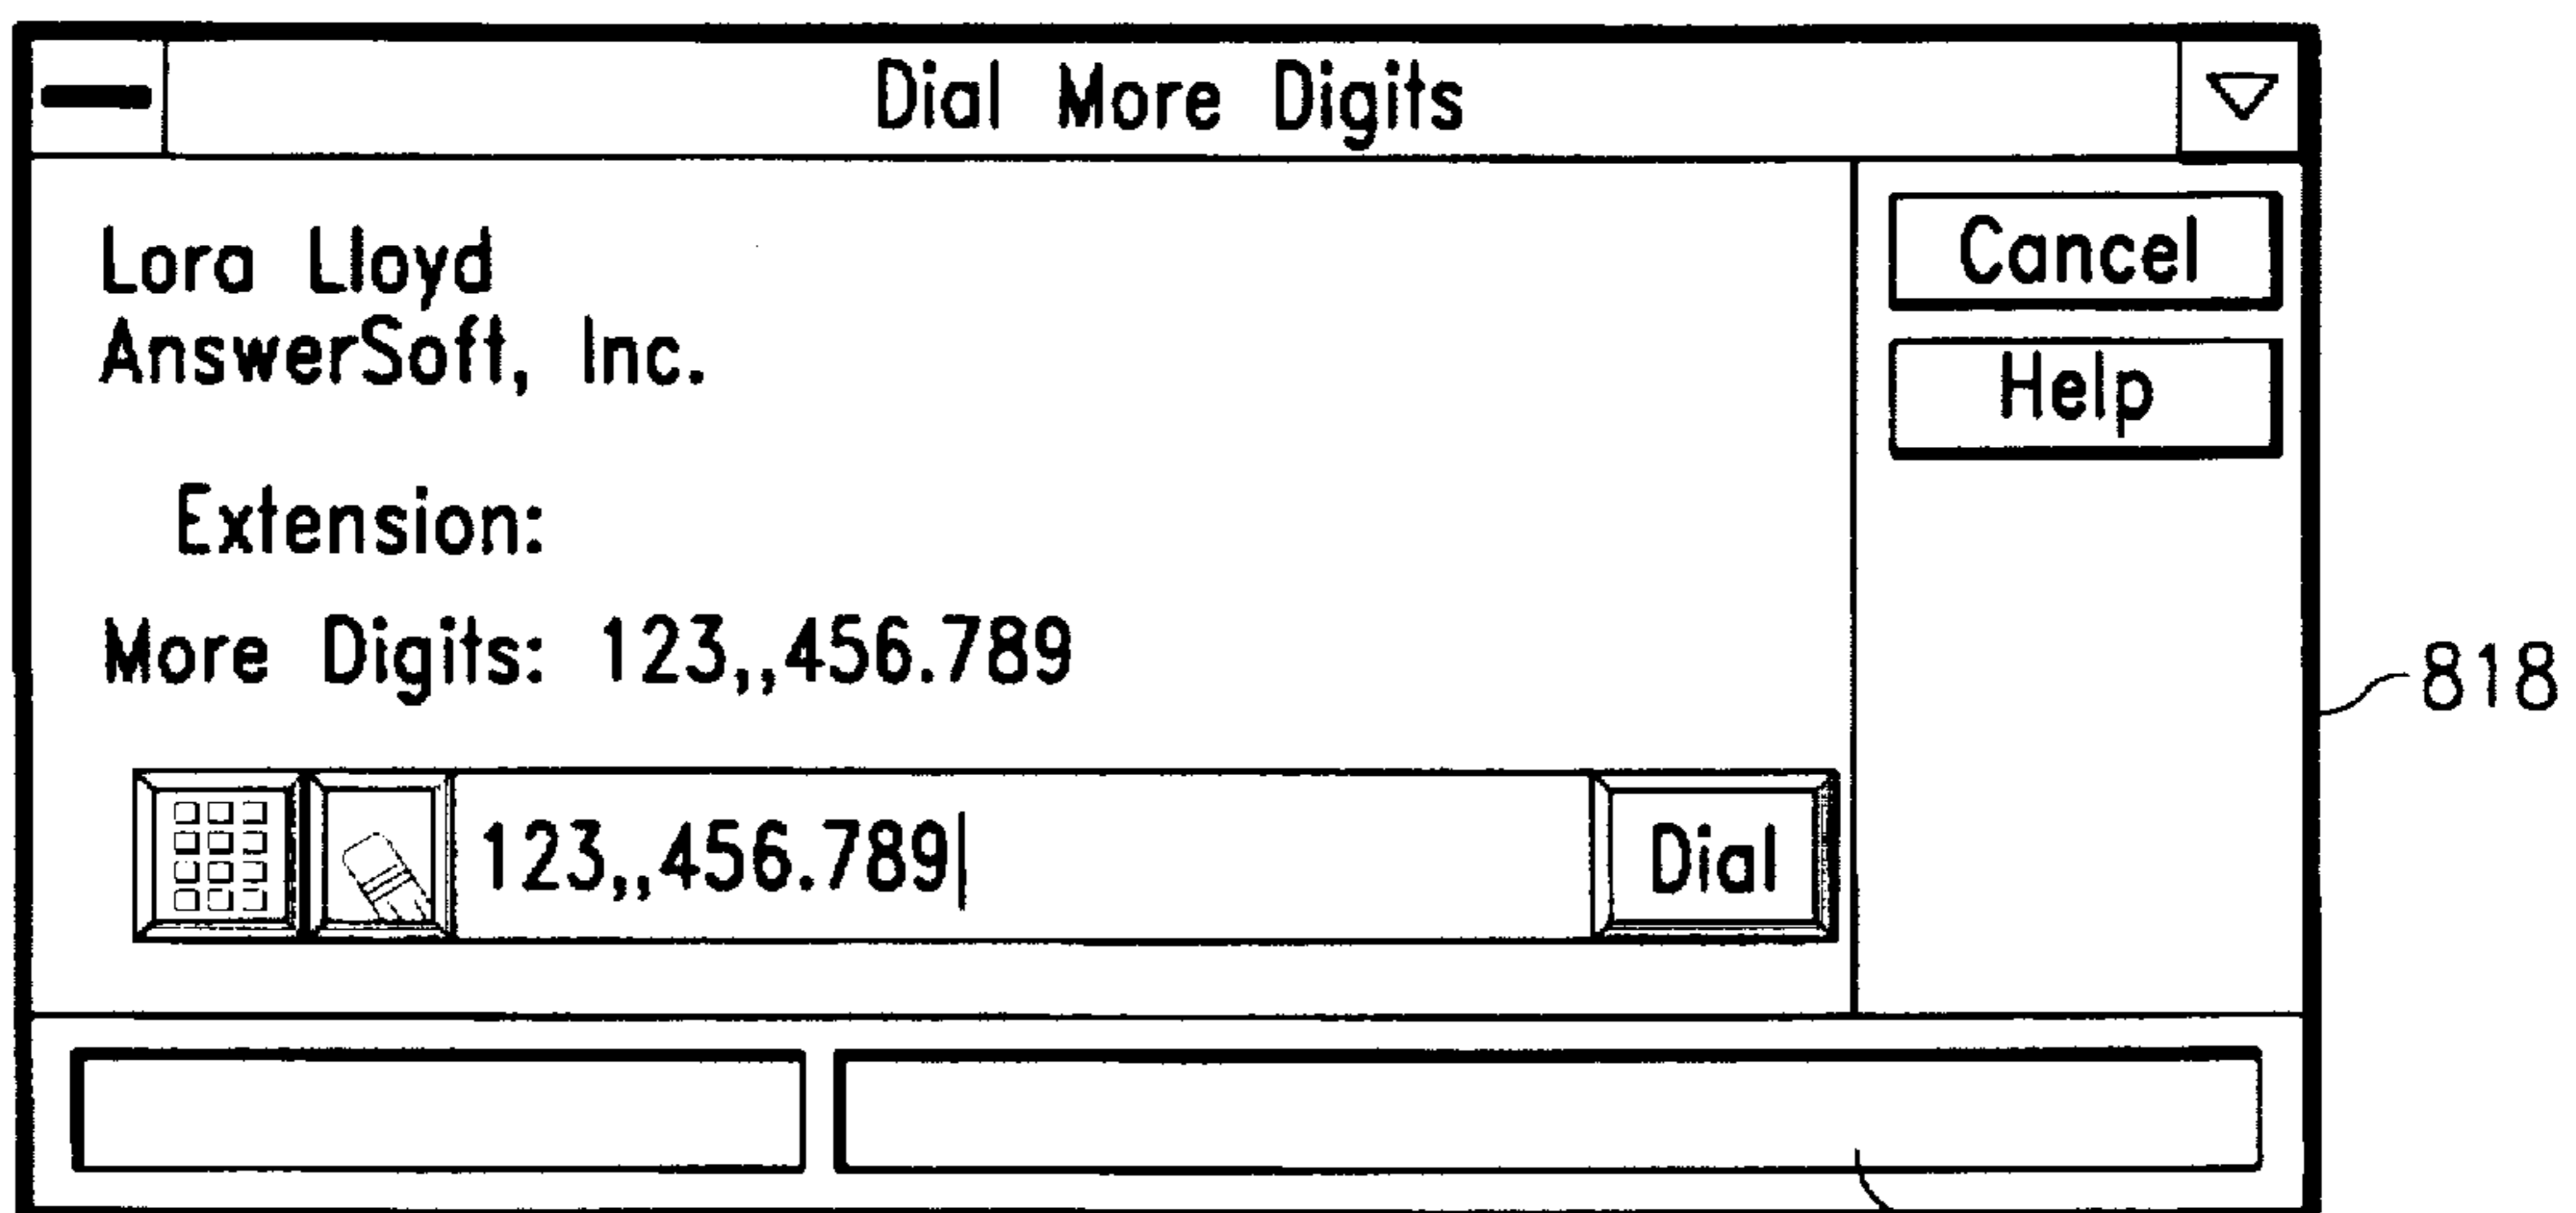 Dial More Digits
Lora Lloyd
AnswerSoft, Inc.
Extension:
More Digits: 123,,456.789
123,,456.789
Dial
Cancel
Help
818